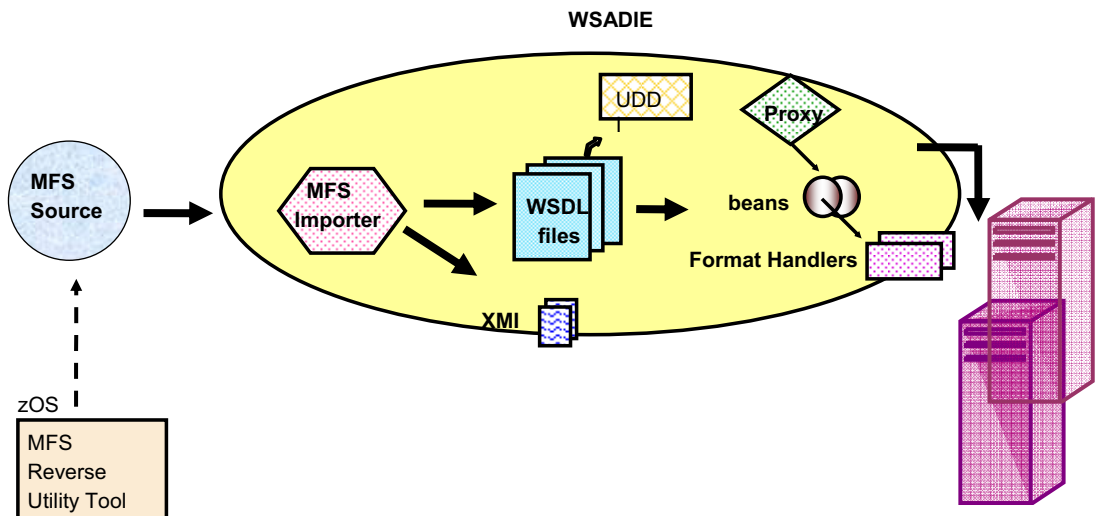 WSADIE
UDD
Proxy
MFS
Source
MFS
Importer
WSDL
files
beans
Format Handlers
XMI
zOS
MFS
Reverse
Utility Tool